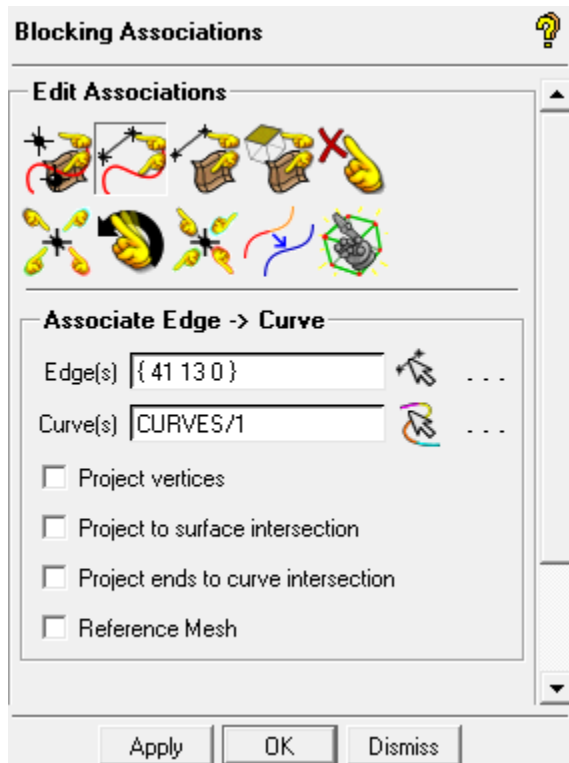 Blocking Associations
Edit Associations
Associate Edge -> Curve
Edge(s) { 41 13 0 } . . .
Curve(s) CURVES/1 . . .
Project vertices
Project to surface intersection
Project ends to curve intersection
Reference Mesh
Apply OK Dismiss